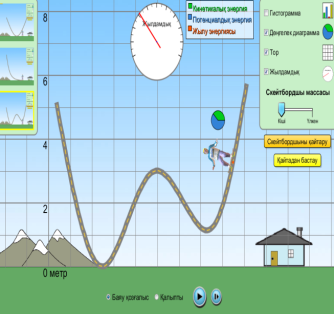 8
Жылдамдық
Кинетикалық энергия
Потенциалдық энергия
Жылу энергиясы
Гистограмма
Дөңгелек диаграмма
Тор
Жылдамдық
Скейтбордшы массасы
Кіші Үлкен
Скейтбордшыны қайтару
Қайтадан бастау
6
4
2
0 метр
Баяу қозғалыс Қалыпты